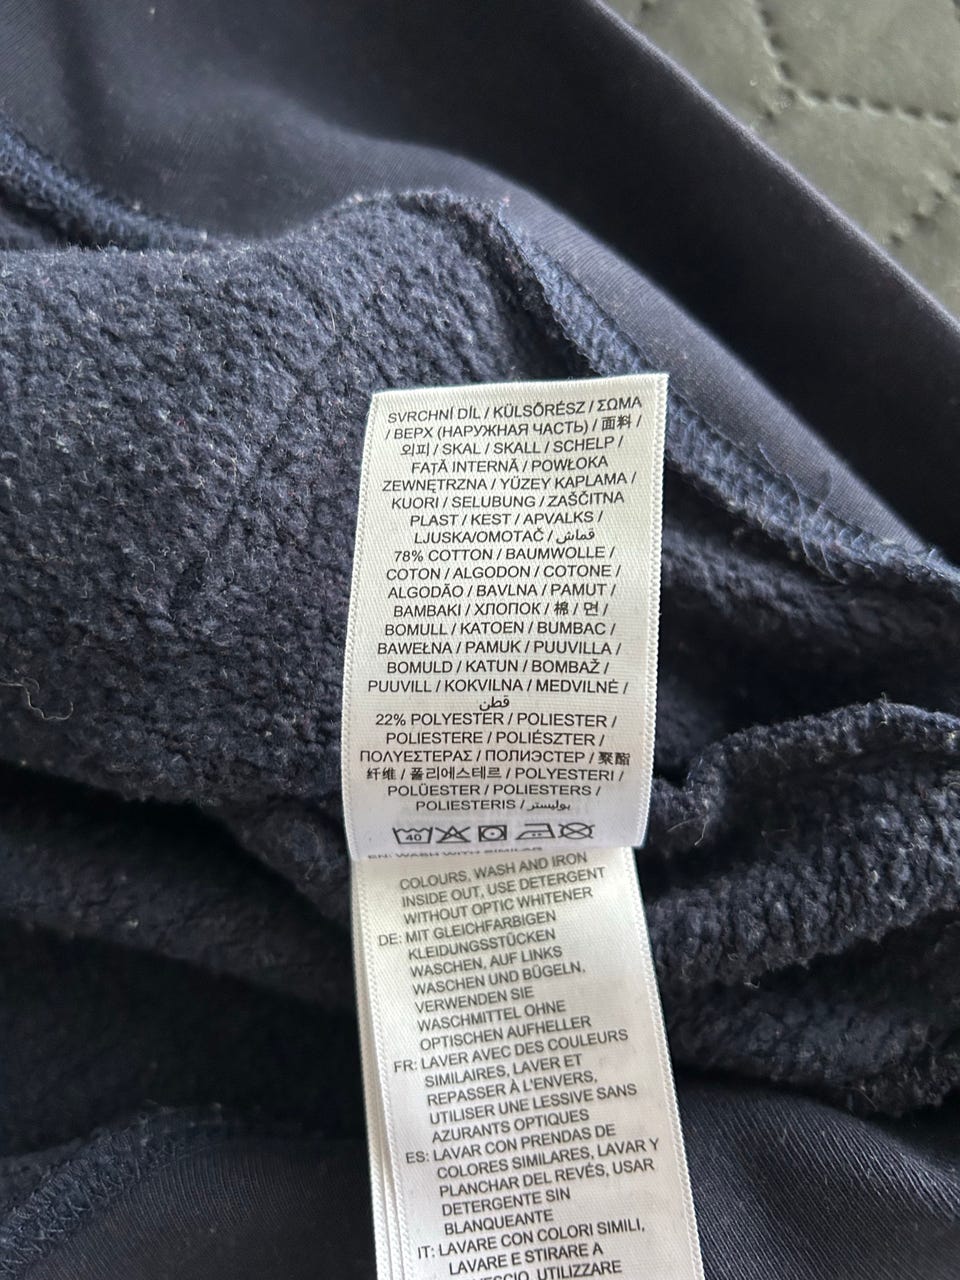 SVRCHNÍ DÍL / KÜLSŐRÉSZ / ΣΩΜΑ
/ ВЕРХ (НАРУЖНАЯ ЧАСТЬ) / 面料 /
외피 / SKAL / SKALL / SCHELP /
FAȚĂ INTERNĂ / POWŁOKA
ZEWNĘTRZNA / YÜZEY KAPLAMA /
KUORI / SELUBUNG / ZAŠČITNA
PLAST / KEST / APVALKS /
LJUSKA/OMOTAČ / قماش /
78% COTTON / BAUMWOLLE /
COTON / ALGODON / COTONE /
ALGODÃO / BAVLNA / PAMUT /
BAMBAKI / ХЛОПОК / 棉 / 면 /
BOMULL / KATOEN / BUMBAC /
BAWEŁNA / PAMUK / PUUVILLA /
BOMULD / KATUN / BOMBAŽ /
PUUVILL / KOKVILNA / MEDVILNĖ /
قطن
22% POLYESTER / POLIESTER /
POLIESTERE / POLIÉSZTER /
ΠΟΛΥΕΣΤΕΡΑΣ / ПОЛИЭСТЕР / 聚酯
纤维 / 폴리에스테르 / POLYESTERI /
POLÜESTER / POLIESTERS /
POLIESTERIS / بوليستر /
40
EN: WASH WITH SIMILAR
COLOURS, WASH AND IRON
INSIDE OUT, USE DETERGENT
WITHOUT OPTIC WHITENER
DE: MIT GLEICHFARBIGEN
KLEIDUNGSSTÜCKEN
WASCHEN, AUF LINKS
WASCHEN UND BÜGELN,
VERWENDEN SIE
WASCHMITTEL OHNE
OPTISCHEN AUFHELLER
FR: LAVER AVEC DES COULEURS
SIMILAIRES, LAVER ET
REPASSER À L'ENVERS,
UTILISER UNE LESSIVE SANS
AZURANTS OPTIQUES
ES: LAVAR CON PRENDAS DE
COLORES SIMILARES, LAVAR Y
PLANCHAR DEL REVÉS, USAR
DETERGENTE SIN
BLANQUEANTE
IT: LAVARE CON COLORI SIMILI,
LAVARE E STIRARE A
UTILIZZARE